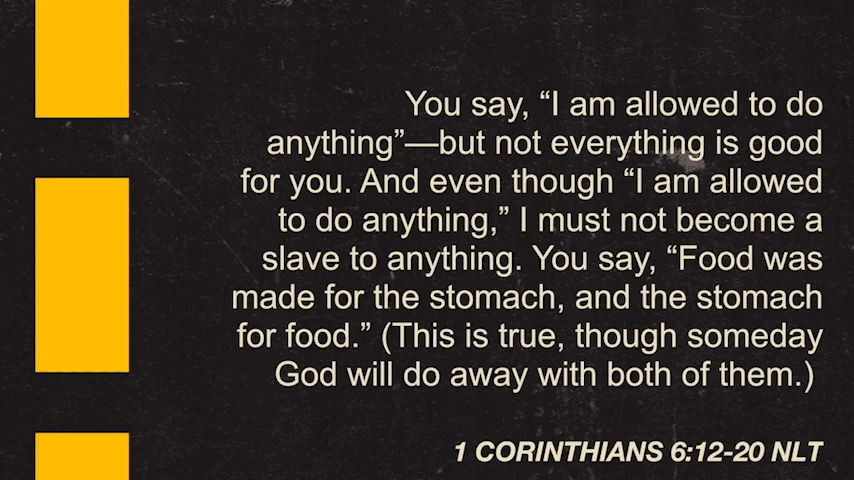 You say, “I am allowed to do
anything”—but not everything is good
for you. And even though “I am allowed
to do anything,” I must not become a
slave to anything. You say, “Food was
made for the stomach, and the stomach
for food.” (This is true, though someday
God will do away with both of them.)
1 CORINTHIANS 6:12-20 NLT